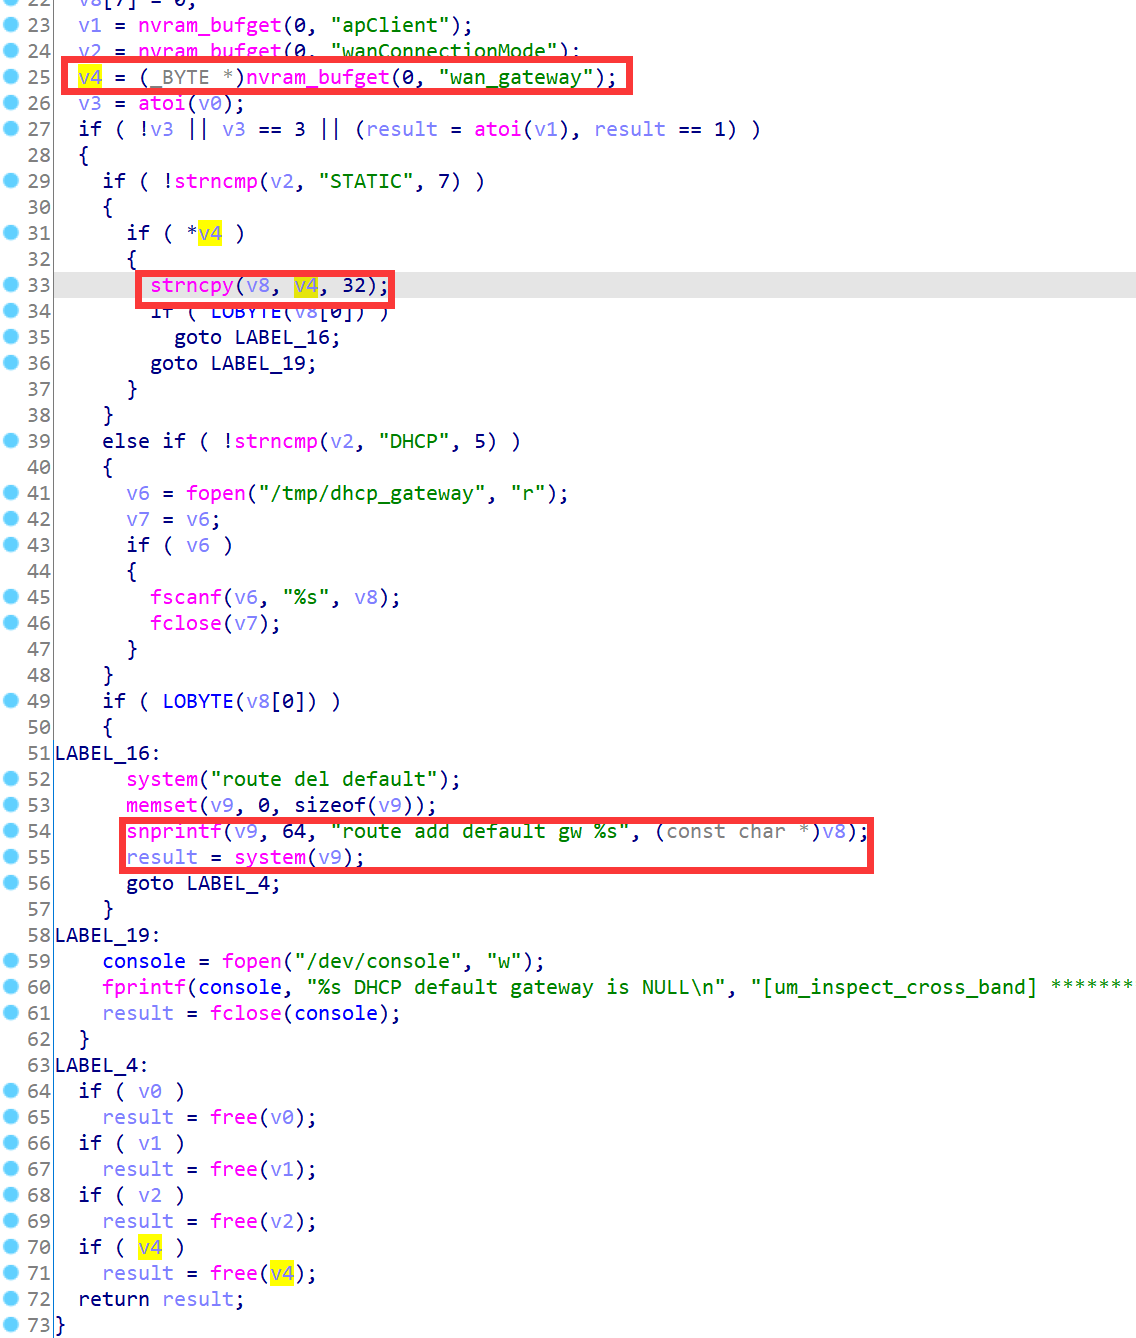 22 v8[7] = 0;
23 v1 = nvram_bufget(0, "apClient");
24 v2 = nvram_bufget(0, "wanConnectionMode");
25 v4 = (_BYTE *)nvram_bufget(0, "wan_gateway");
26 v3 = atoi(v0);
27 if ( !v3 || v3 == 3 || (result = atoi(v1), result == 1) )
28 {
29 if ( !strncmp(v2, "STATIC", 7) )
30 {
31 if ( *v4 )
32 {
33 strncpy(v8, v4, 32);
34 if ( LOBYTE(v8[0]) )
35 goto LABEL_16;
36 goto LABEL_19;
37 }
38 }
39 else if ( !strncmp(v2, "DHCP", 5) )
40 {
41 v6 = fopen("/tmp/dhcp_gateway", "r");
42 v7 = v6;
43 if ( v6 )
44 {
45 fscanf(v6, "%s", v8);
46 fclose(v7);
47 }
48 }
49 if ( LOBYTE(v8[0]) )
50 {
51 LABEL_16:
52 system("route del default");
53 memset(v9, 0, sizeof(v9));
54 snprintf(v9, 64, "route add default gw %s", (const char *)v8);
55 result = system(v9);
56 goto LABEL_4;
57 }
58 LABEL_19:
59 console = fopen("/dev/console", "w");
60 fprintf(console, "%s DHCP default gateway is NULL\n", "[um_inspect_cross_band] *******
61 result = fclose(console);
62 }
63 LABEL_4:
64 if ( v0 )
65 result = free(v0);
66 if ( v1 )
67 result = free(v1);
68 if ( v2 )
69 result = free(v2);
70 if ( v4 )
71 result = free(v4);
72 return result;
73 }